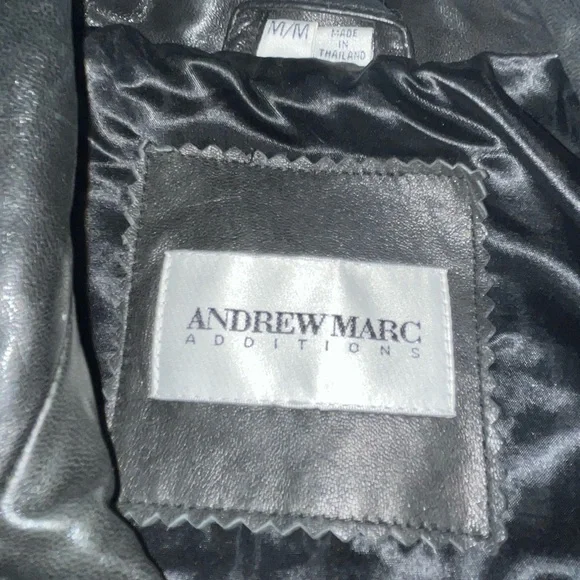 M/M
MADE
IN
THAILAND
ANDREW MARC
ADDITIONS